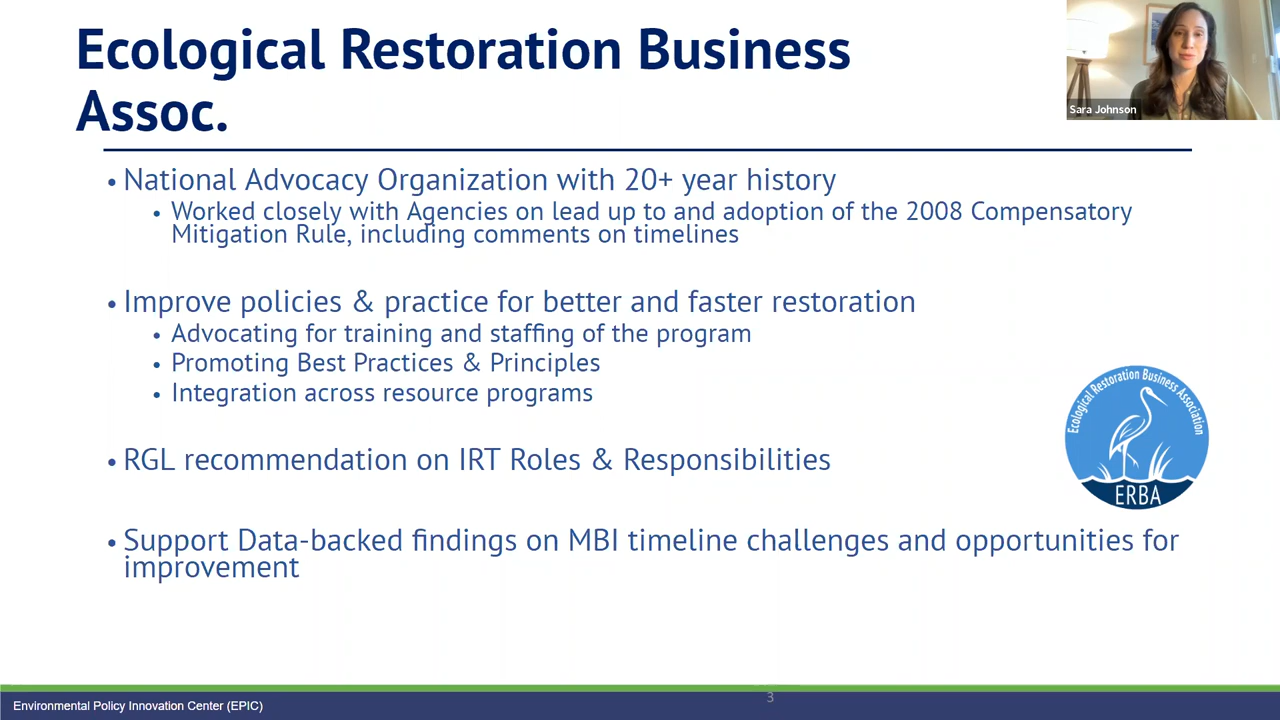 Ecological Restoration Business
Assoc.
Sara Johnson
• National Advocacy Organization with 20+ year history
• Worked closely with Agencies on lead up to and adoption of the 2008 Compensatory
Mitigation Rule, including comments on timelines
• Improve policies & practice for better and faster restoration
• Advocating for training and staffing of the program
• Promoting Best Practices & Principles
• Integration across resource programs
• RGL recommendation on IRT Roles & Responsibilities
Ecological Restoration Business Association
ERBA
• Support Data-backed findings on MBI timeline challenges and opportunities for
improvement
3
Environmental Policy Innovation Center (EPIC)